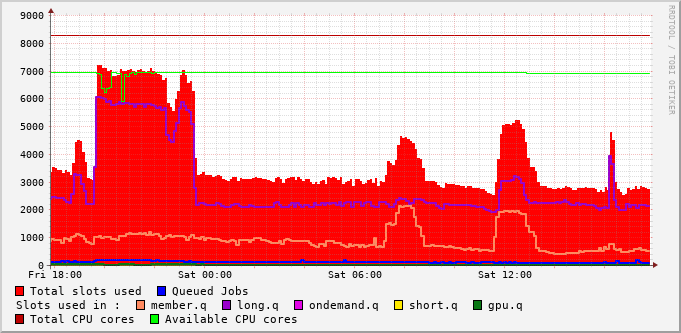 9000
8000
7000
6000
5000
4000
3000
2000
1000
0
Fri 18:00 Sat 00:00 Sat 06:00 Sat 12:00
RRDTOOL / TOBI OETIKER
Total slots used Queued Jobs
Slots used in : member.q long.q ondemand.q short.q gpu.q
Total CPU cores Available CPU cores